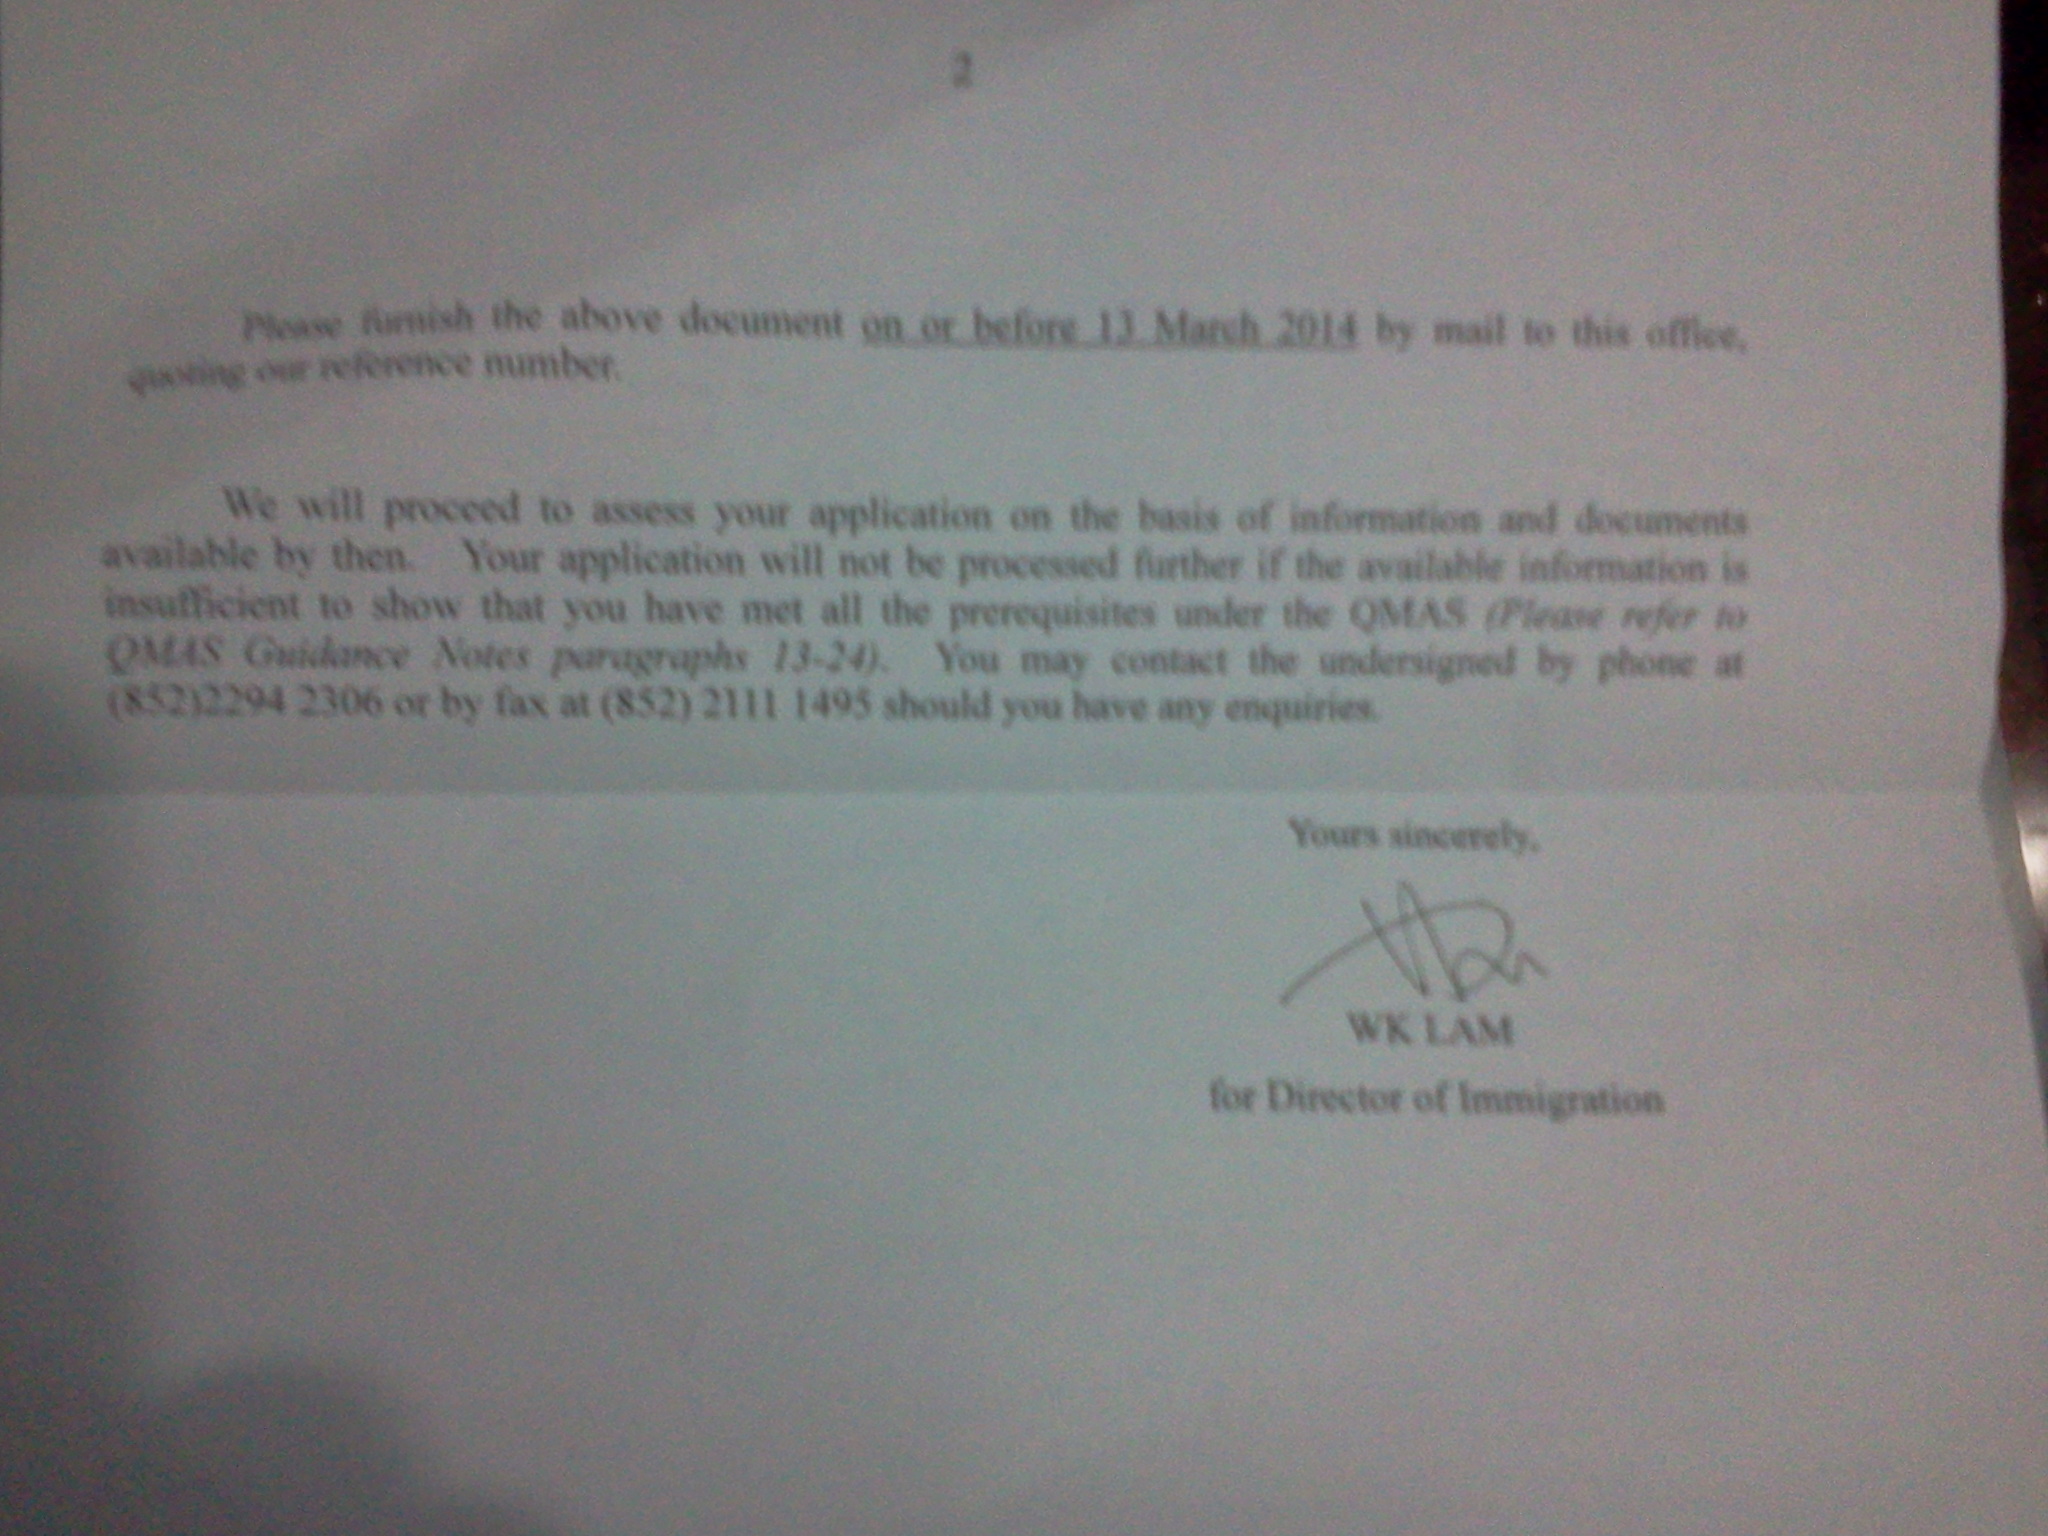 2
Please furnish the above document on or before 13 March 2014 by mail to this office,
quoting our reference number.
We will proceed to assess your application on the basis of information and documents
available by then. Your application will not be processed further if the available information is
insufficient to show that you have met all the prerequisites under the QMAS (Please refer to
QMAS Guidance Notes paragraphs 13-24). You may contact the undersigned by phone at
(852)2294 2306 or by fax at (852) 2111 1495 should you have any enquiries.
Yours sincerely,
WK LAM
for Director of Immigration